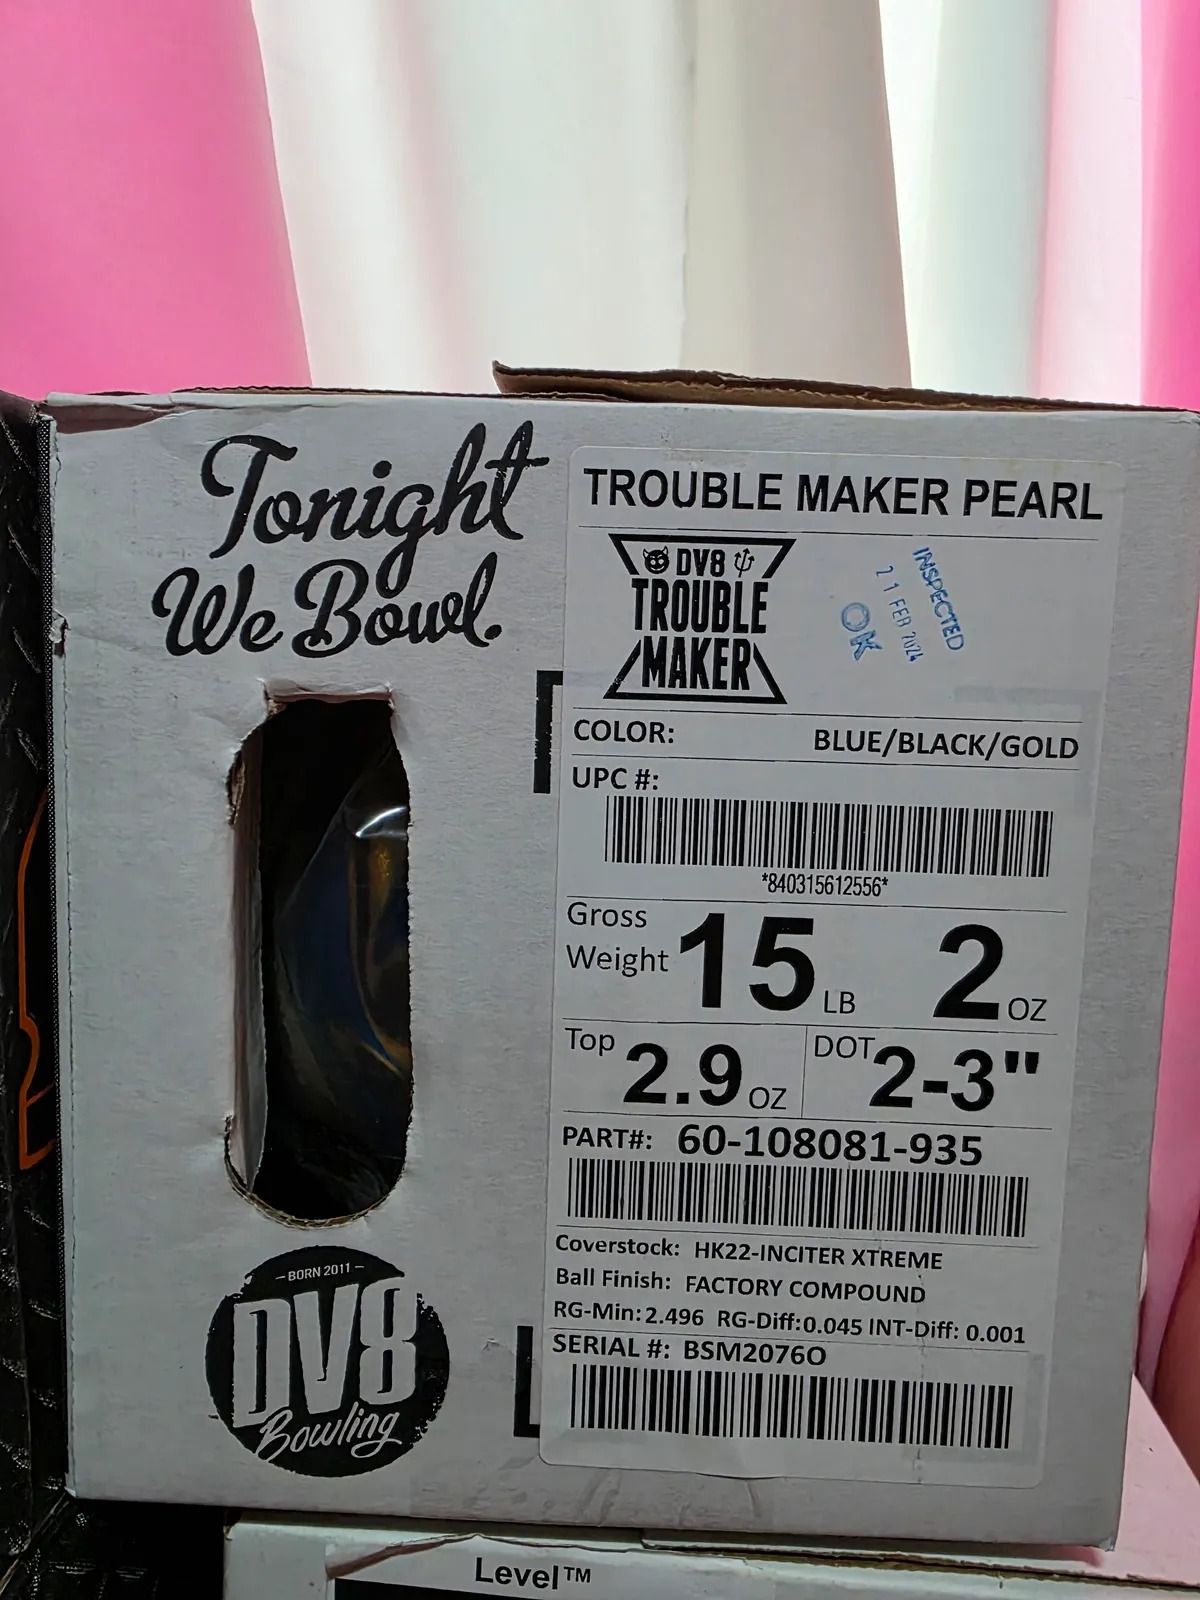 Tonight
We Bowl.
TROUBLE MAKER PEARL
DV8
TROUBLE
MAKER
INSPECTED
21 FEB 2024
OK
COLOR: BLUE/BLACK/GOLD
UPC #:
*840315612556*
Gross
Weight 15 LB 2 OZ
Top 2.9 OZ DOT 2-3"
PART#: 60-108081-935
Coverstock: HK22-INCITER XTREME
Ball Finish: FACTORY COMPOUND
RG-Min: 2.496 RG-Diff: 0.045 INT-Diff: 0.001
SERIAL #: BSM2076O
– BORN 2011 –
DV8
Bowling
Level™